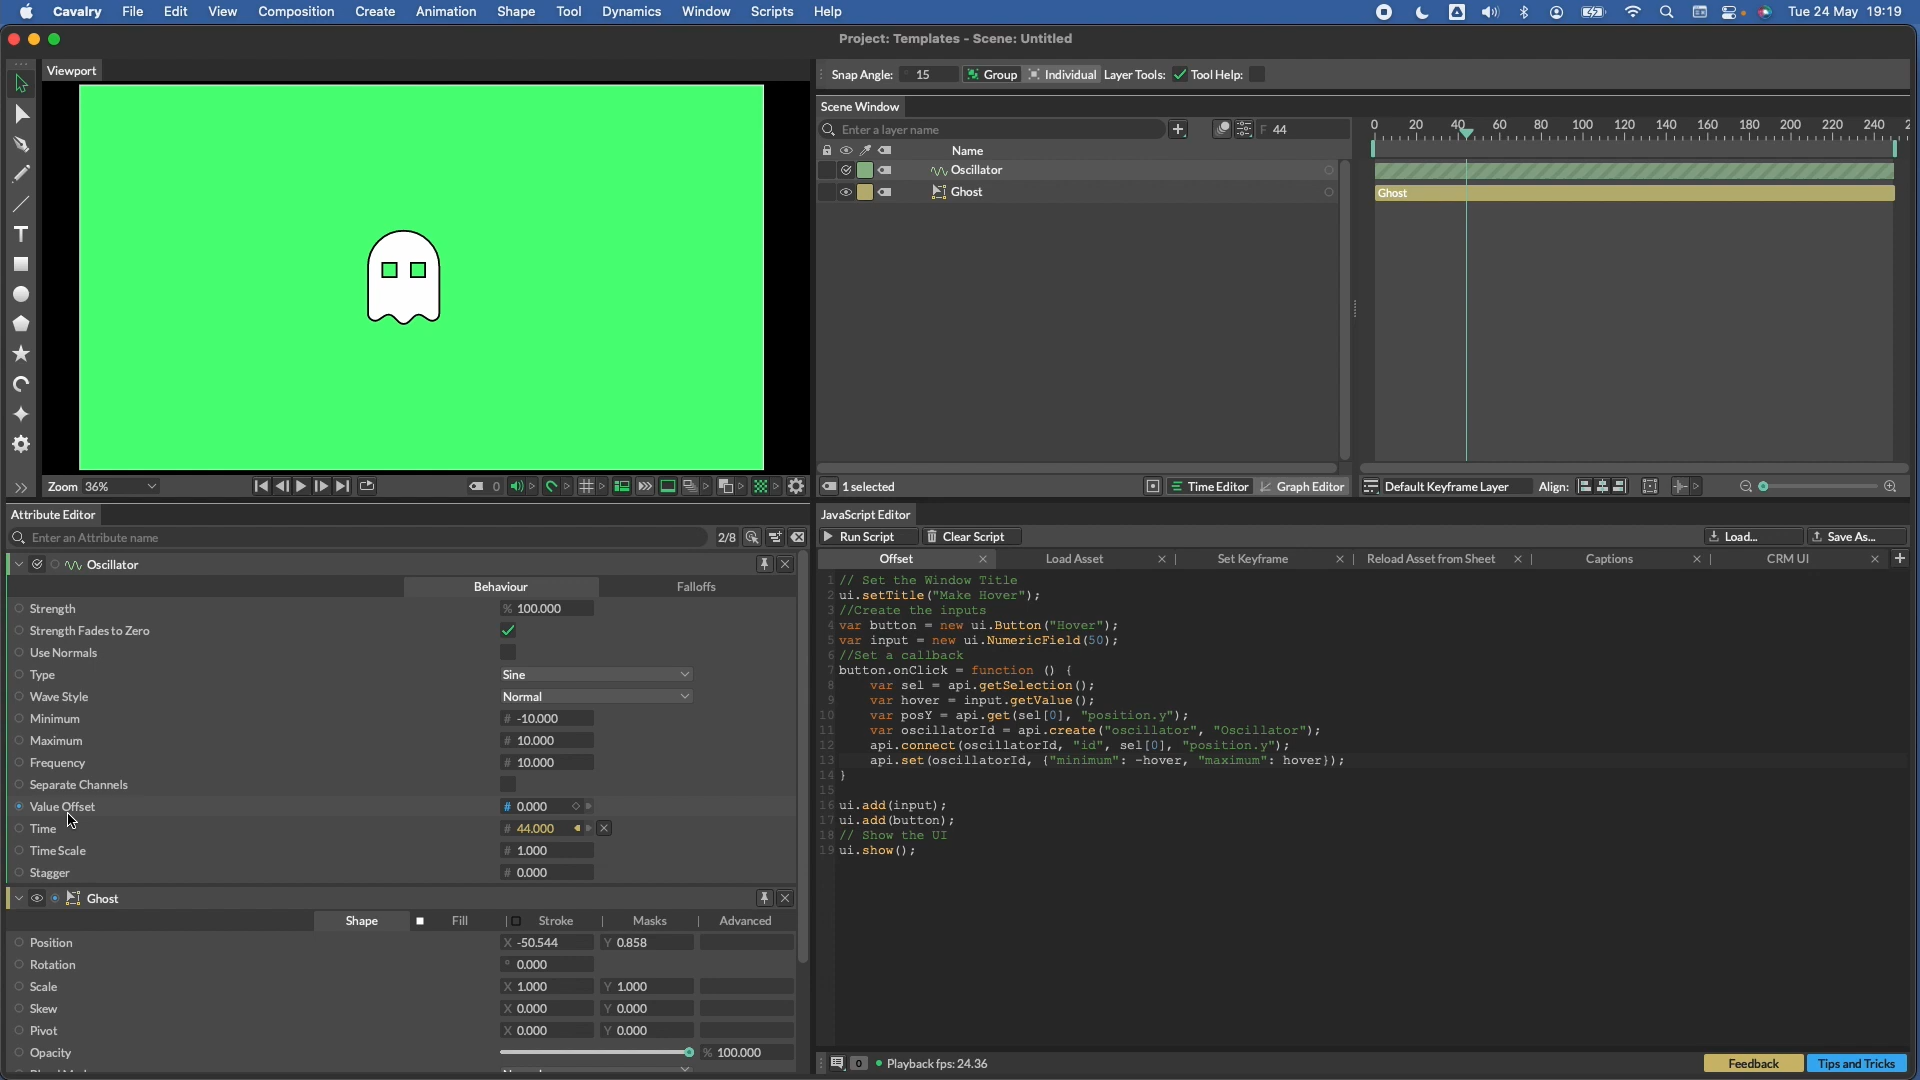 Cavalry File Edit View Composition Create Animation Shape Tool Dynamics Window Scripts Help Tue 24 May 19:19
Project: Templates - Scene: Untitled
Viewport
Zoom 36%
0
Snap Angle: 15 Group Individual Layer Tools: Tool Help:
Scene Window
Enter a layer name F 44
Name
Oscillator
Ghost
0 20 40 60 80 100 120 140 160 180 200 220 240 2
Ghost
1 selected Time Editor Graph Editor Default Keyframe Layer Align:
Attribute Editor
Enter an Attribute name 2/8
Oscillator
Behaviour Falloffs
Strength % 100.000
Strength Fades to Zero
Use Normals
Type Sine
Wave Style Normal
Minimum # -10.000
Maximum # 10.000
Frequency # 10.000
Separate Channels
Value Offset # 0.000
Time # 44.000
Time Scale # 1.000
Stagger # 0.000
Ghost
Shape Fill Stroke Masks Advanced
Position X -50.544 Y 0.858
Rotation ° 0.000
Scale X 1.000 Y 1.000
Skew X 0.000 Y 0.000
Pivot X 0.000 Y 0.000
Opacity % 100.000
JavaScript Editor
Run Script Clear Script Load... Save As...
Offset Load Asset Set Keyframe Reload Asset from Sheet Captions CRM UI
1 // Set the Window Title
2 ui.setTitle("Make Hover");
3 //Create the inputs
4 var button = new ui.Button("Hover");
5 var input = new ui.NumericField(50);
6 //Set a callback
7 button.onClick = function () {
8 var sel = api.getSelection();
9 var hover = input.getValue();
10 var posY = api.get(sel[0], "position.y");
11 var oscillatorId = api.create("oscillator", "Oscillator");
12 api.connect(oscillatorId, "id", sel[0], "position.y");
13 api.set(oscillatorId, {"minimum": -hover, "maximum": hover});
14 }
15
16 ui.add(input);
17 ui.add(button);
18 // Show the UI
19 ui.show();
0 Playback fps: 24.36
Feedback Tips and Tricks